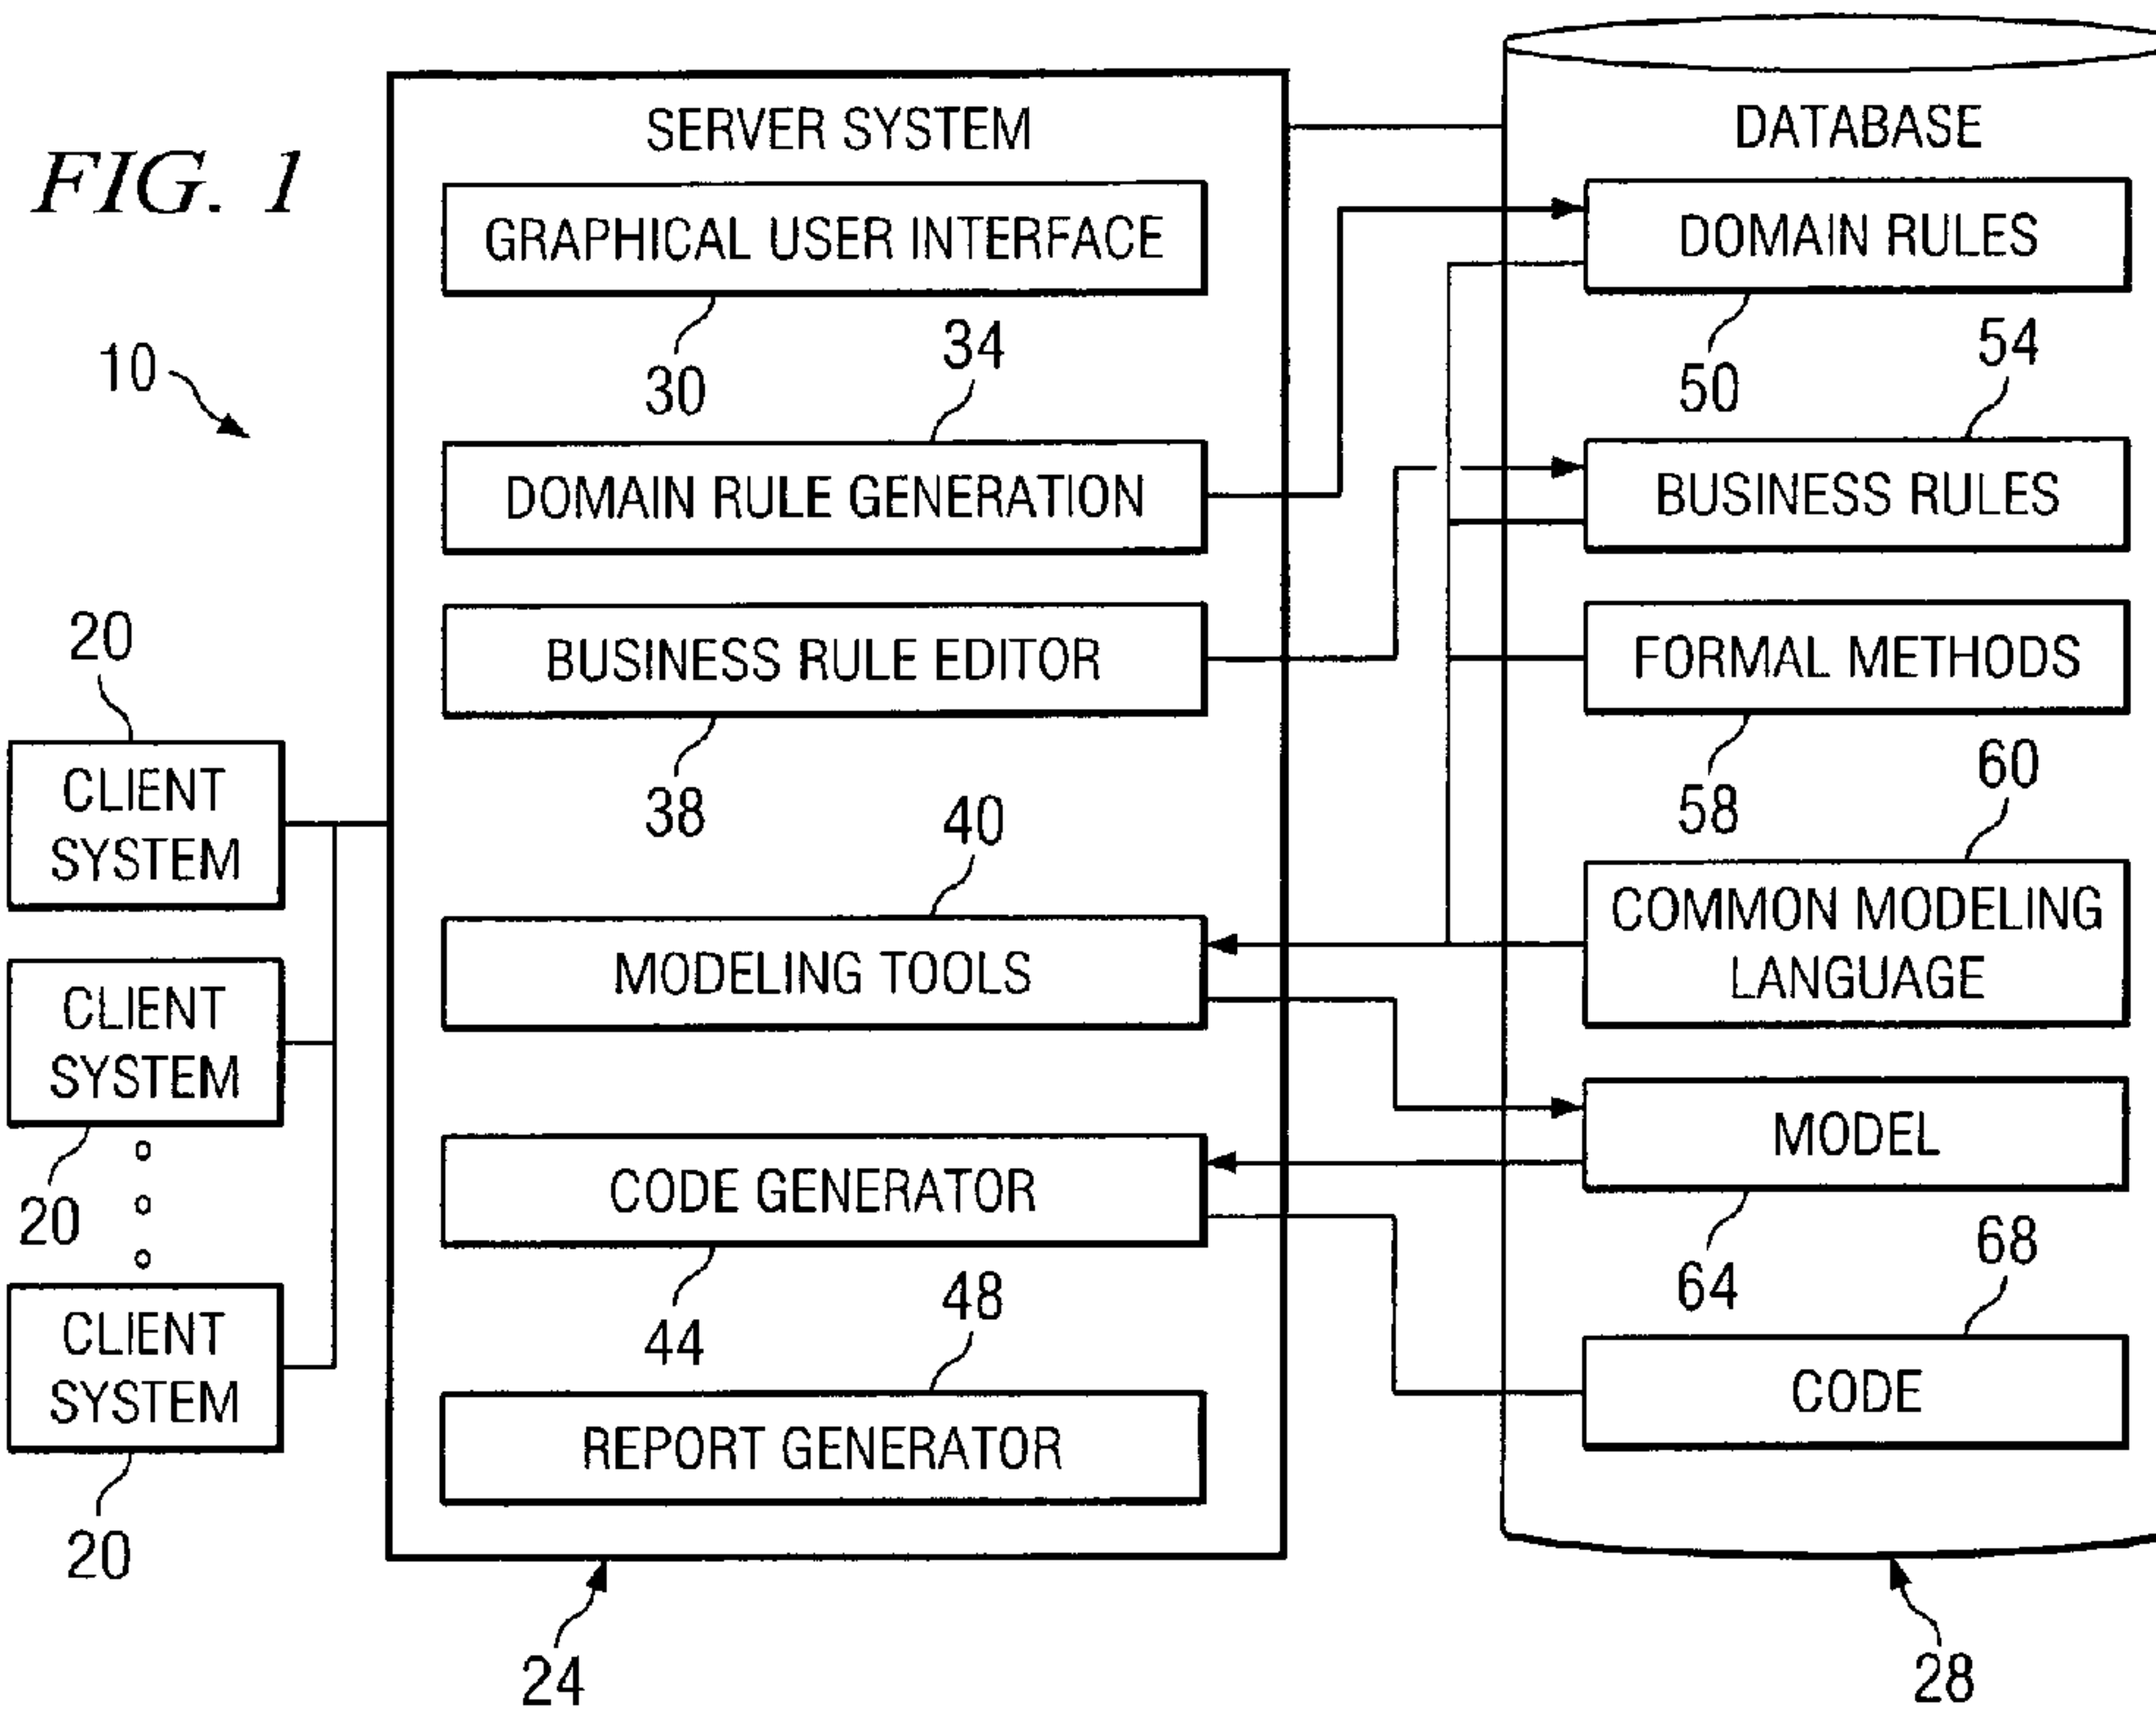 FIG. 1
10
20
CLIENT
SYSTEM
CLIENT
SYSTEM
20
CLIENT
SYSTEM
20
SERVER SYSTEM
GRAPHICAL USER INTERFACE
30
34
DOMAIN RULE GENERATION
BUSINESS RULE EDITOR
38
40
MODELING TOOLS
CODE GENERATOR
44
48
REPORT GENERATOR
24
DATABASE
DOMAIN RULES
50
54
BUSINESS RULES
FORMAL METHODS
58
60
COMMON MODELING
LANGUAGE
MODEL
64
68
CODE
28